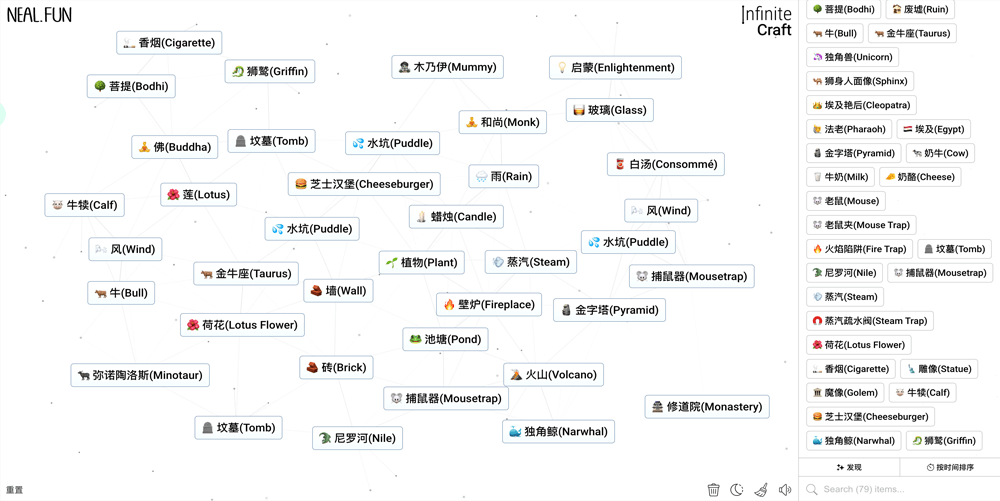 NEAL.FUN
Infinite
Craft
香烟(Cigarette)
狮鹫(Griffin)
木乃伊(Mummy)
启蒙(Enlightenment)
菩提(Bodhi)
玻璃(Glass)
和尚(Monk)
坟墓(Tomb)
水坑(Puddle)
佛(Buddha)
白汤(Consommé)
雨(Rain)
芝士汉堡(Cheeseburger)
莲(Lotus)
牛犊(Calf)
风(Wind)
蜡烛(Candle)
水坑(Puddle)
水坑(Puddle)
风(Wind)
植物(Plant)
蒸汽(Steam)
金牛座(Taurus)
捕鼠器(Mousetrap)
牛(Bull)
墙(Wall)
壁炉(Fireplace)
金字塔(Pyramid)
荷花(Lotus Flower)
池塘(Pond)
砖(Brick)
弥诺陶洛斯(Minotaur)
火山(Volcano)
捕鼠器(Mousetrap)
修道院(Monastery)
坟墓(Tomb)
尼罗河(Nile)
独角鲸(Narwhal)
重置
菩提(Bodhi) 废墟(Ruin)
牛(Bull) 金牛座(Taurus)
独角兽(Unicorn)
狮身人面像(Sphinx)
埃及艳后(Cleopatra)
法老(Pharaoh) 埃及(Egypt)
金字塔(Pyramid) 奶牛(Cow)
牛奶(Milk) 奶酪(Cheese)
老鼠(Mouse)
老鼠夹(Mouse Trap)
火焰陷阱(Fire Trap) 坟墓(Tomb)
尼罗河(Nile) 捕鼠器(Mousetrap)
蒸汽(Steam)
蒸汽疏水阀(Steam Trap)
荷花(Lotus Flower)
香烟(Cigarette) 雕像(Statue)
魔像(Golem) 牛犊(Calf)
芝士汉堡(Cheeseburger)
独角鲸(Narwhal) 狮鹫(Griffin)
发现 按时间排序
Search (79) items...